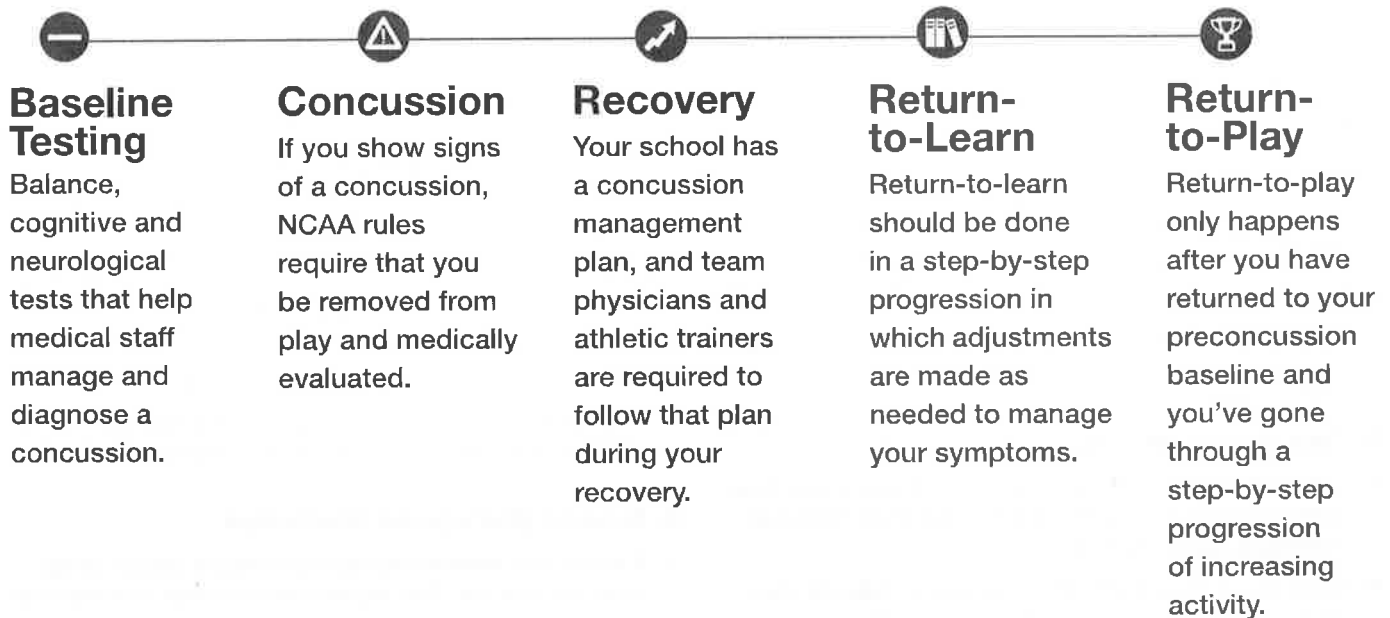 Baseline
Testing
Balance,
cognitive and
neurological
tests that help
medical staff
manage and
diagnose a
concussion.
Concussion
If you show signs
of a concussion,
NCAA rules
require that you
be removed from
play and medically
evaluated.
Recovery
Your school has
a concussion
management
plan, and team
physicians and
athletic trainers
are required to
follow that plan
during your
recovery.
Return-
to-Learn
Return-to-learn
should be done
in a step-by-step
progression in
which adjustments
are made as
needed to manage
your symptoms.
Return-
to-Play
Return-to-play
only happens
after you have
returned to your
preconcussion
baseline and
you've gone
through a
step-by-step
progression
of increasing
activity.